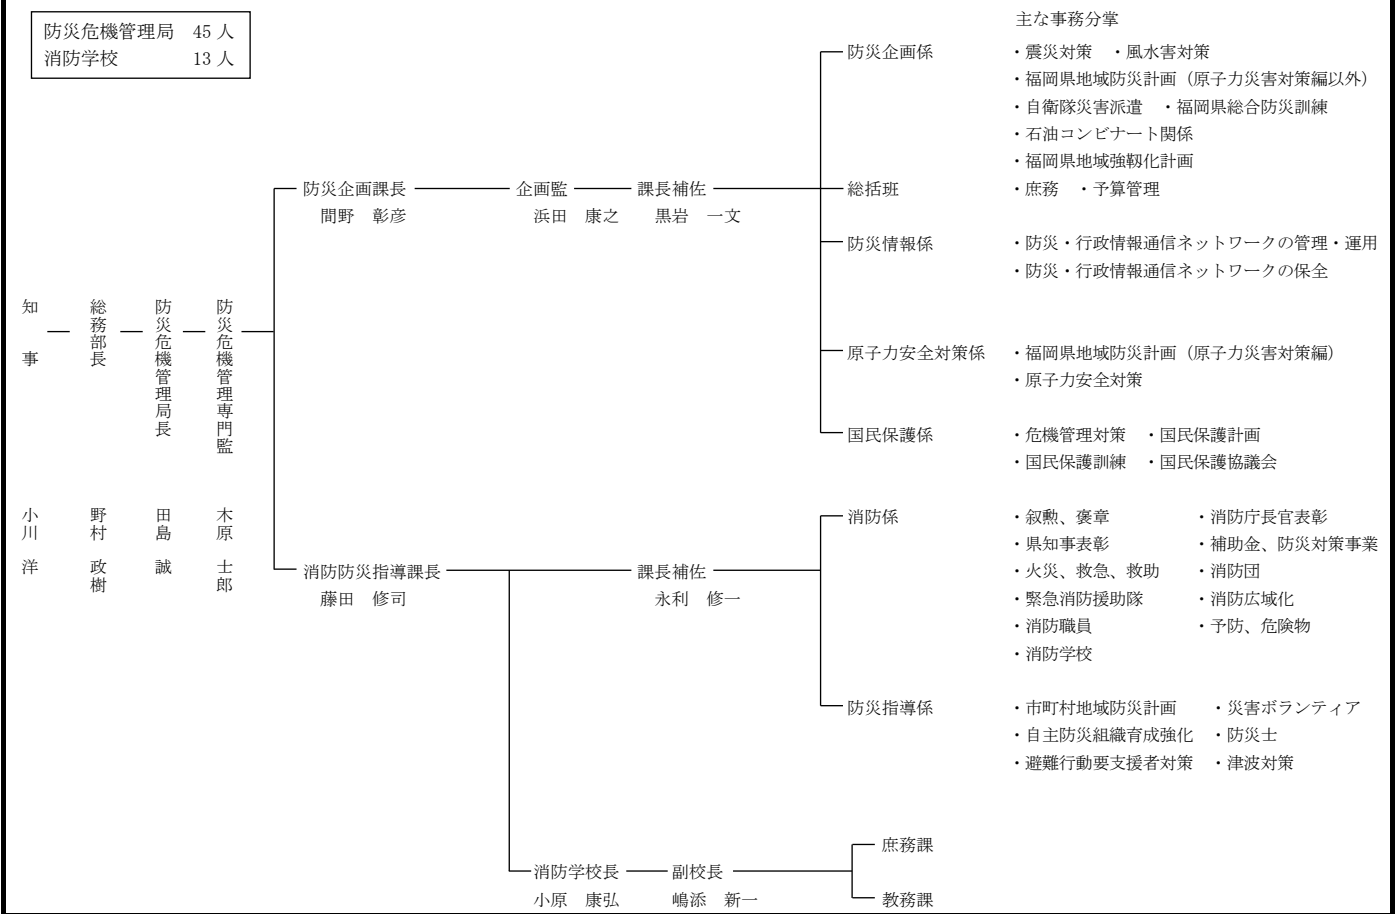 防災危機管理局 45人
消防学校 13人
主な事務分掌
防災企画係 ・震災対策 ・風水害対策
・福岡県地域防災計画（原子力災害対策編以外）
・自衛隊災害派遣 ・福岡県総合防災訓練
・石油コンビナート関係
・福岡県地域強靱化計画
防災企画課長 企画監 課長補佐 総括班 ・庶務 ・予算管理
間野 彰彦 浜田 康之 黒岩 一文
防災情報係 ・防災・行政情報通信ネットワークの管理・運用
・防災・行政情報通信ネットワークの保全
知事 小川 洋
総務部長 野村 政樹
防災危機管理局長 田島 誠
防災危機管理専門監 木原 士郎
原子力安全対策係 ・福岡県地域防災計画（原子力災害対策編）
・原子力安全対策
国民保護係 ・危機管理対策 ・国民保護計画
・国民保護訓練 ・国民保護協議会
消防係 ・叙勲、褒章 ・消防庁長官表彰
・県知事表彰 ・補助金、防災対策事業
消防防災指導課長 課長補佐 ・火災、救急、救助 ・消防団
藤田 修司 永利 修一 ・緊急消防援助隊 ・消防広域化
・消防職員 ・予防、危険物
・消防学校
防災指導係 ・市町村地域防災計画 ・災害ボランティア
・自主防災組織育成強化 ・防災士
・避難行動要支援者対策 ・津波対策
庶務課
消防学校長 副校長
小原 康弘 嶋添 新一 教務課